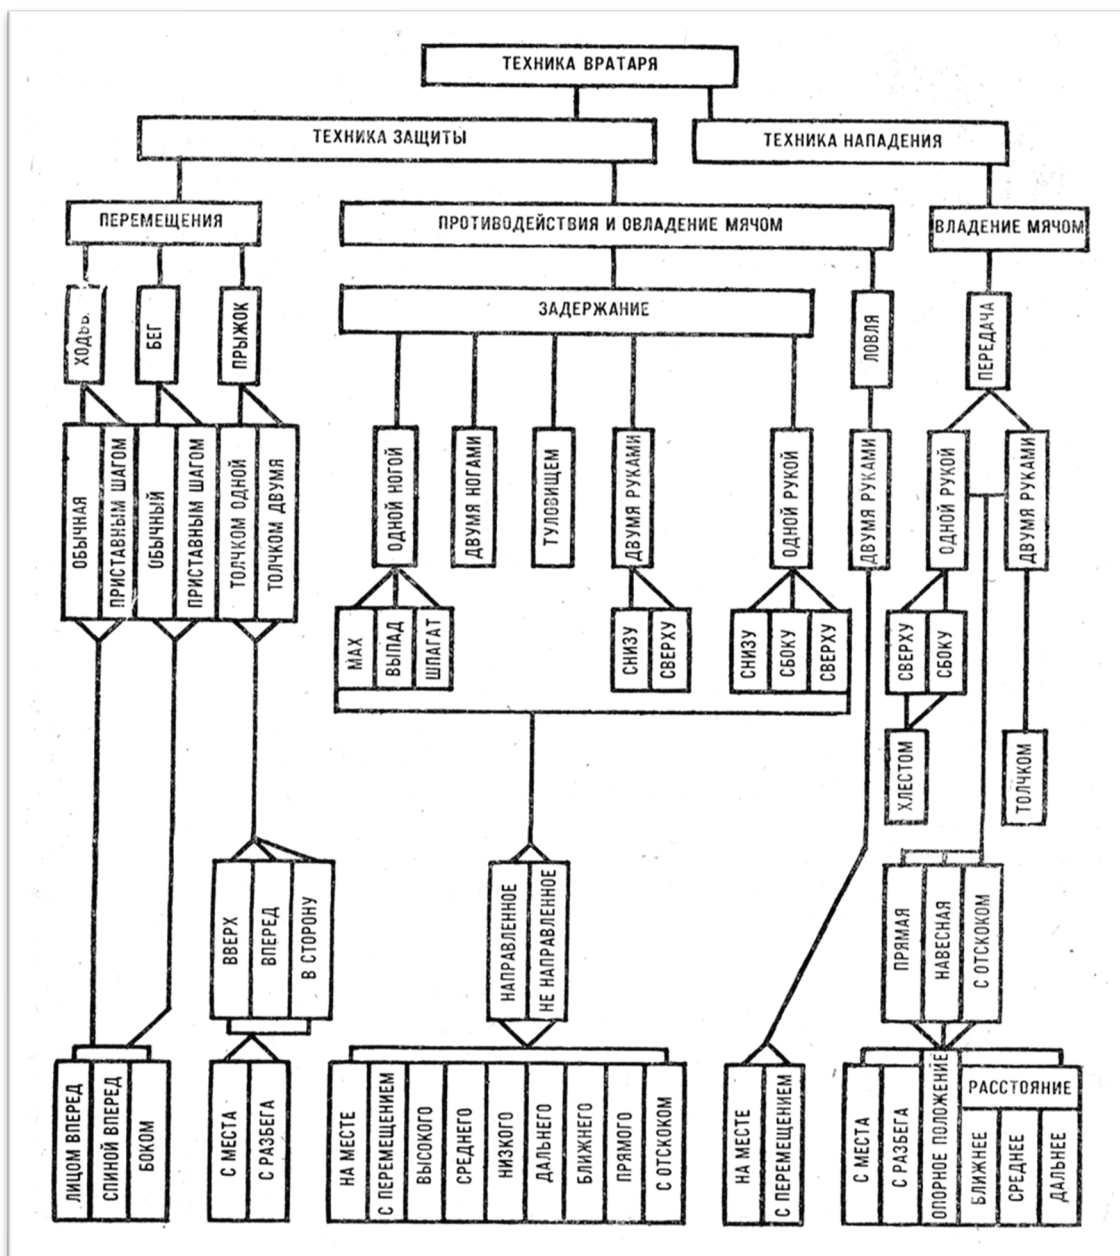 ТЕХНИКА ВРАТАРЯ
ТЕХНИКА ЗАЩИТЫ
ТЕХНИКА НАПАДЕНИЯ
ПЕРЕМЕЩЕНИЯ
ПРОТИВОДЕЙСТВИЯ И ОВЛАДЕНИЕ МЯЧОМ
ВЛАДЕНИЕ МЯЧОМ
БЕГ
ПРЫЖОК
ЗАДЕРЖАНИЕ
ЛОВЛЯ
ПЕРЕДАЧА
ОБЫЧНАЯ
ПРИСТАВНЫМ ШАГОМ
ОБЫЧНЫЙ
ПРИСТАВНЫМ ШАГОМ
ТОЛЧКОМ ОДНОЙ
ТОЛЧКОМ ДВУМЯ
ОДНОЙ НОГОЙ
ДВУМЯ НОГАМИ
ТУЛОВИЩЕМ
ДВУМЯ РУКАМИ
ОДНОЙ РУКОЙ
ДВУМЯ РУКАМИ
ОДНОЙ РУКОЙ
ДВУМЯ РУКАМИ
МАХ
ВЫПАД
ШПАГАТ
СНИЗУ
СВЕРХУ
СНИЗУ
СБОКУ
СВЕРХУ
СВЕРХУ
СБОКУ
ХЛЕСТОМ
ТОЛЧКОМ
ВВЕРХ
ВПЕРЕД
В СТОРОНУ
НАПРАВЛЕННОЕ
НЕ НАПРАВЛЕННОЕ
ПРЯМАЯ
НАВЕСНАЯ
С ОТСКОКОМ
ЛИЦОМ ВПЕРЕД
СПИНОЙ ВПЕРЕД
БОКОМ
С МЕСТА
С РАЗБЕГА
НА МЕСТЕ
С ПЕРЕМЕЩЕНИЕМ
ВЫСОКОГО
СРЕДНЕГО
НИЗКОГО
ДАЛЬНЕГО
БЛИЖНЕГО
ПРЯМОГО
С ОТСКОКОМ
НА МЕСТЕ
С ПЕРЕМЕЩЕНИЕМ
С МЕСТА
С РАЗБЕГА
ОПОРНОЕ ПОЛОЖЕНИЕ
РАССТОЯНИЕ
БЛИЖНЕЕ
СРЕДНЕЕ
ДАЛЬНЕЕ